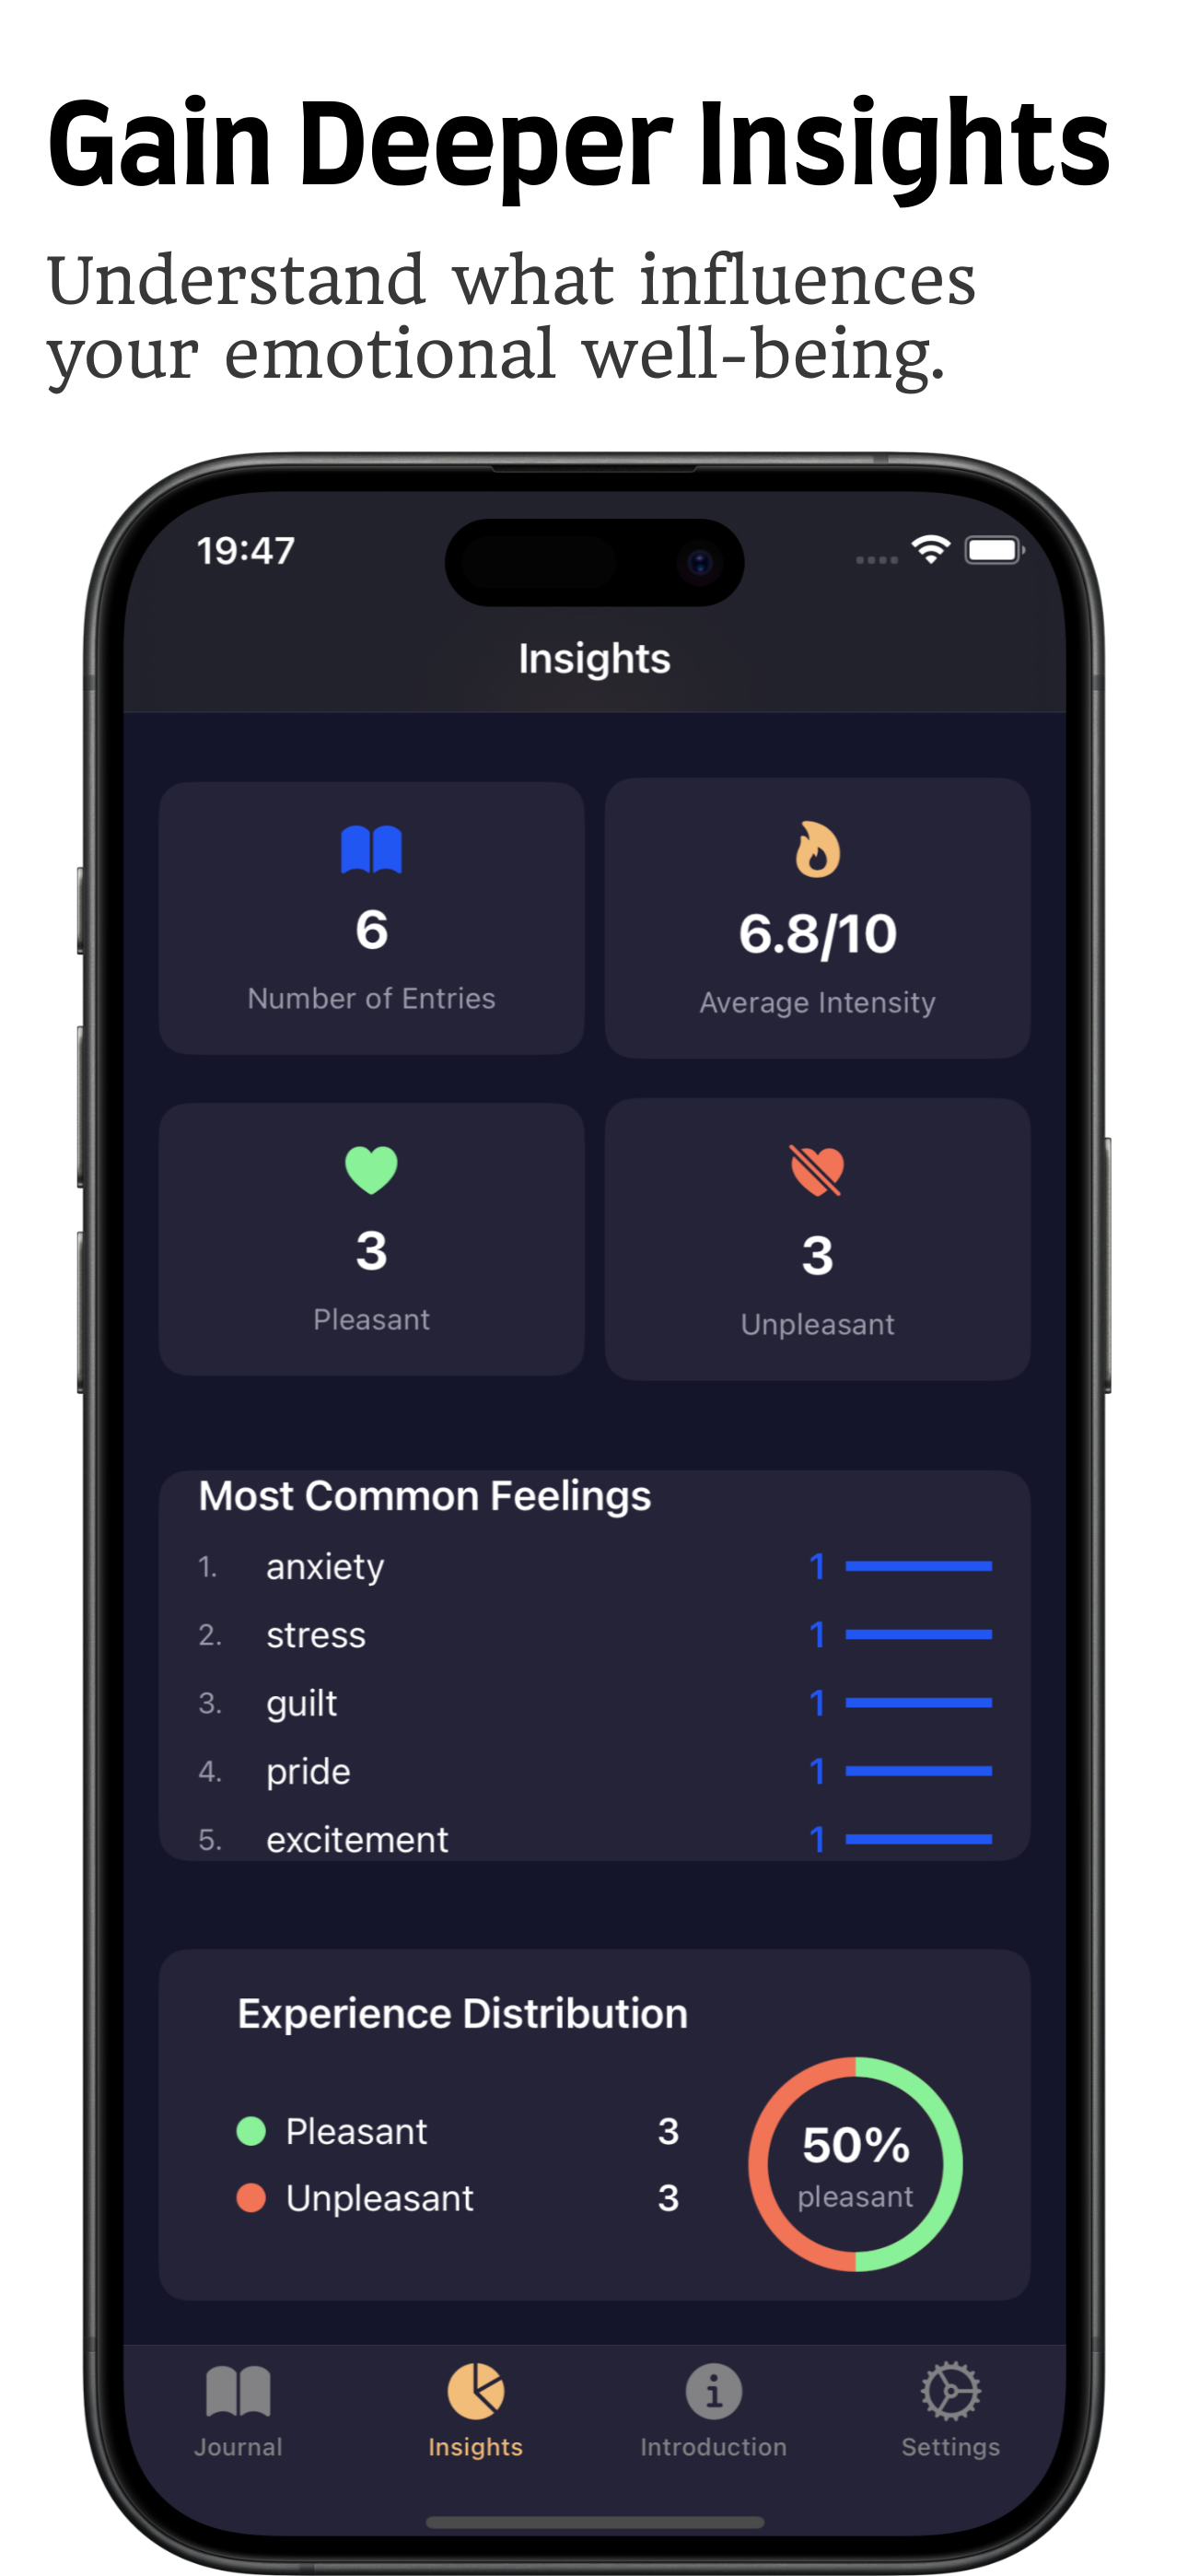 Gain Deeper Insights
Understand what influences
your emotional well-being.
19:47
Insights
6
Number of Entries
6.8/10
Average Intensity
3
Pleasant
3
Unpleasant
Most Common Feelings
1. anxiety 1
2. stress 1
3. guilt 1
4. pride 1
5. excitement 1
Experience Distribution
Pleasant 3
Unpleasant 3
50%
pleasant
Journal
Insights
Introduction
Settings